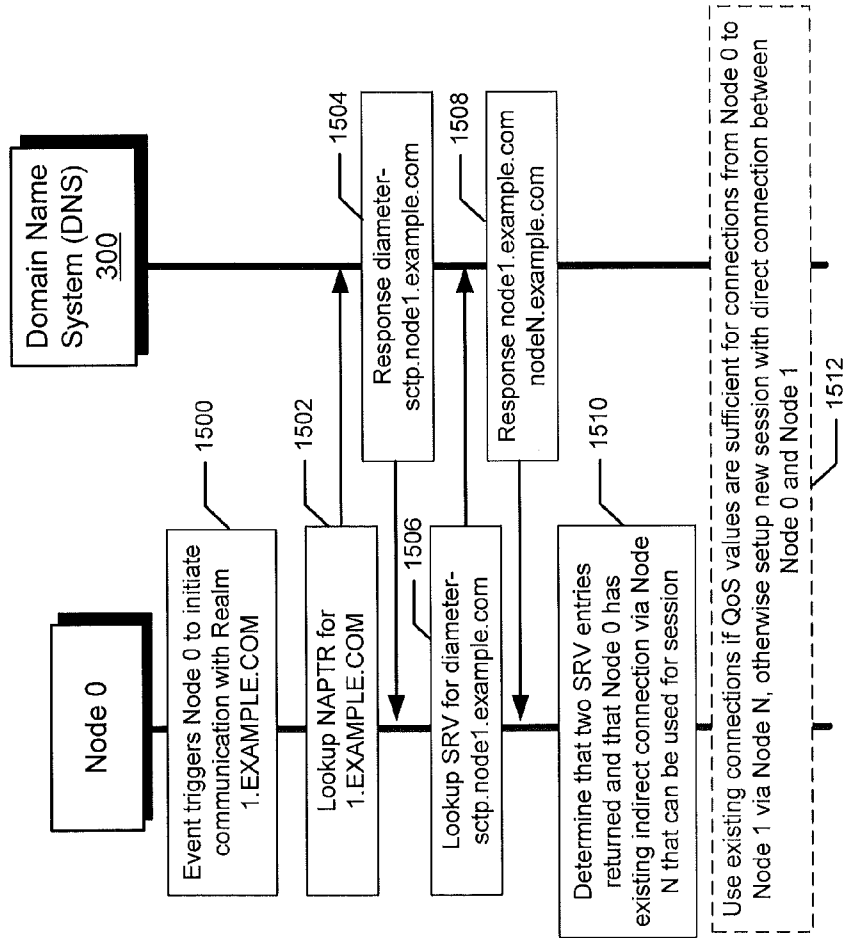 Node 0
Domain Name
System (DNS)
300
Event triggers Node 0 to initiate
communication with Realm
1.EXAMPLE.COM
1500
Lookup NAPTR for
1.EXAMPLE.COM
1502
Response diameter-
sctp.node1.example.com
1504
Lookup SRV for diameter-
sctp.node1.example.com
1506
Response node1.example.com
nodeN.example.com
1508
Determine that two SRV entries
returned and that Node 0 has
existing indirect connection via Node
N that can be used for session
1510
Use existing connections if QoS values are sufficient for connections from Node 0 to
Node 1 via Node N, otherwise setup new session with direct connection between
Node 0 and Node 1
1512